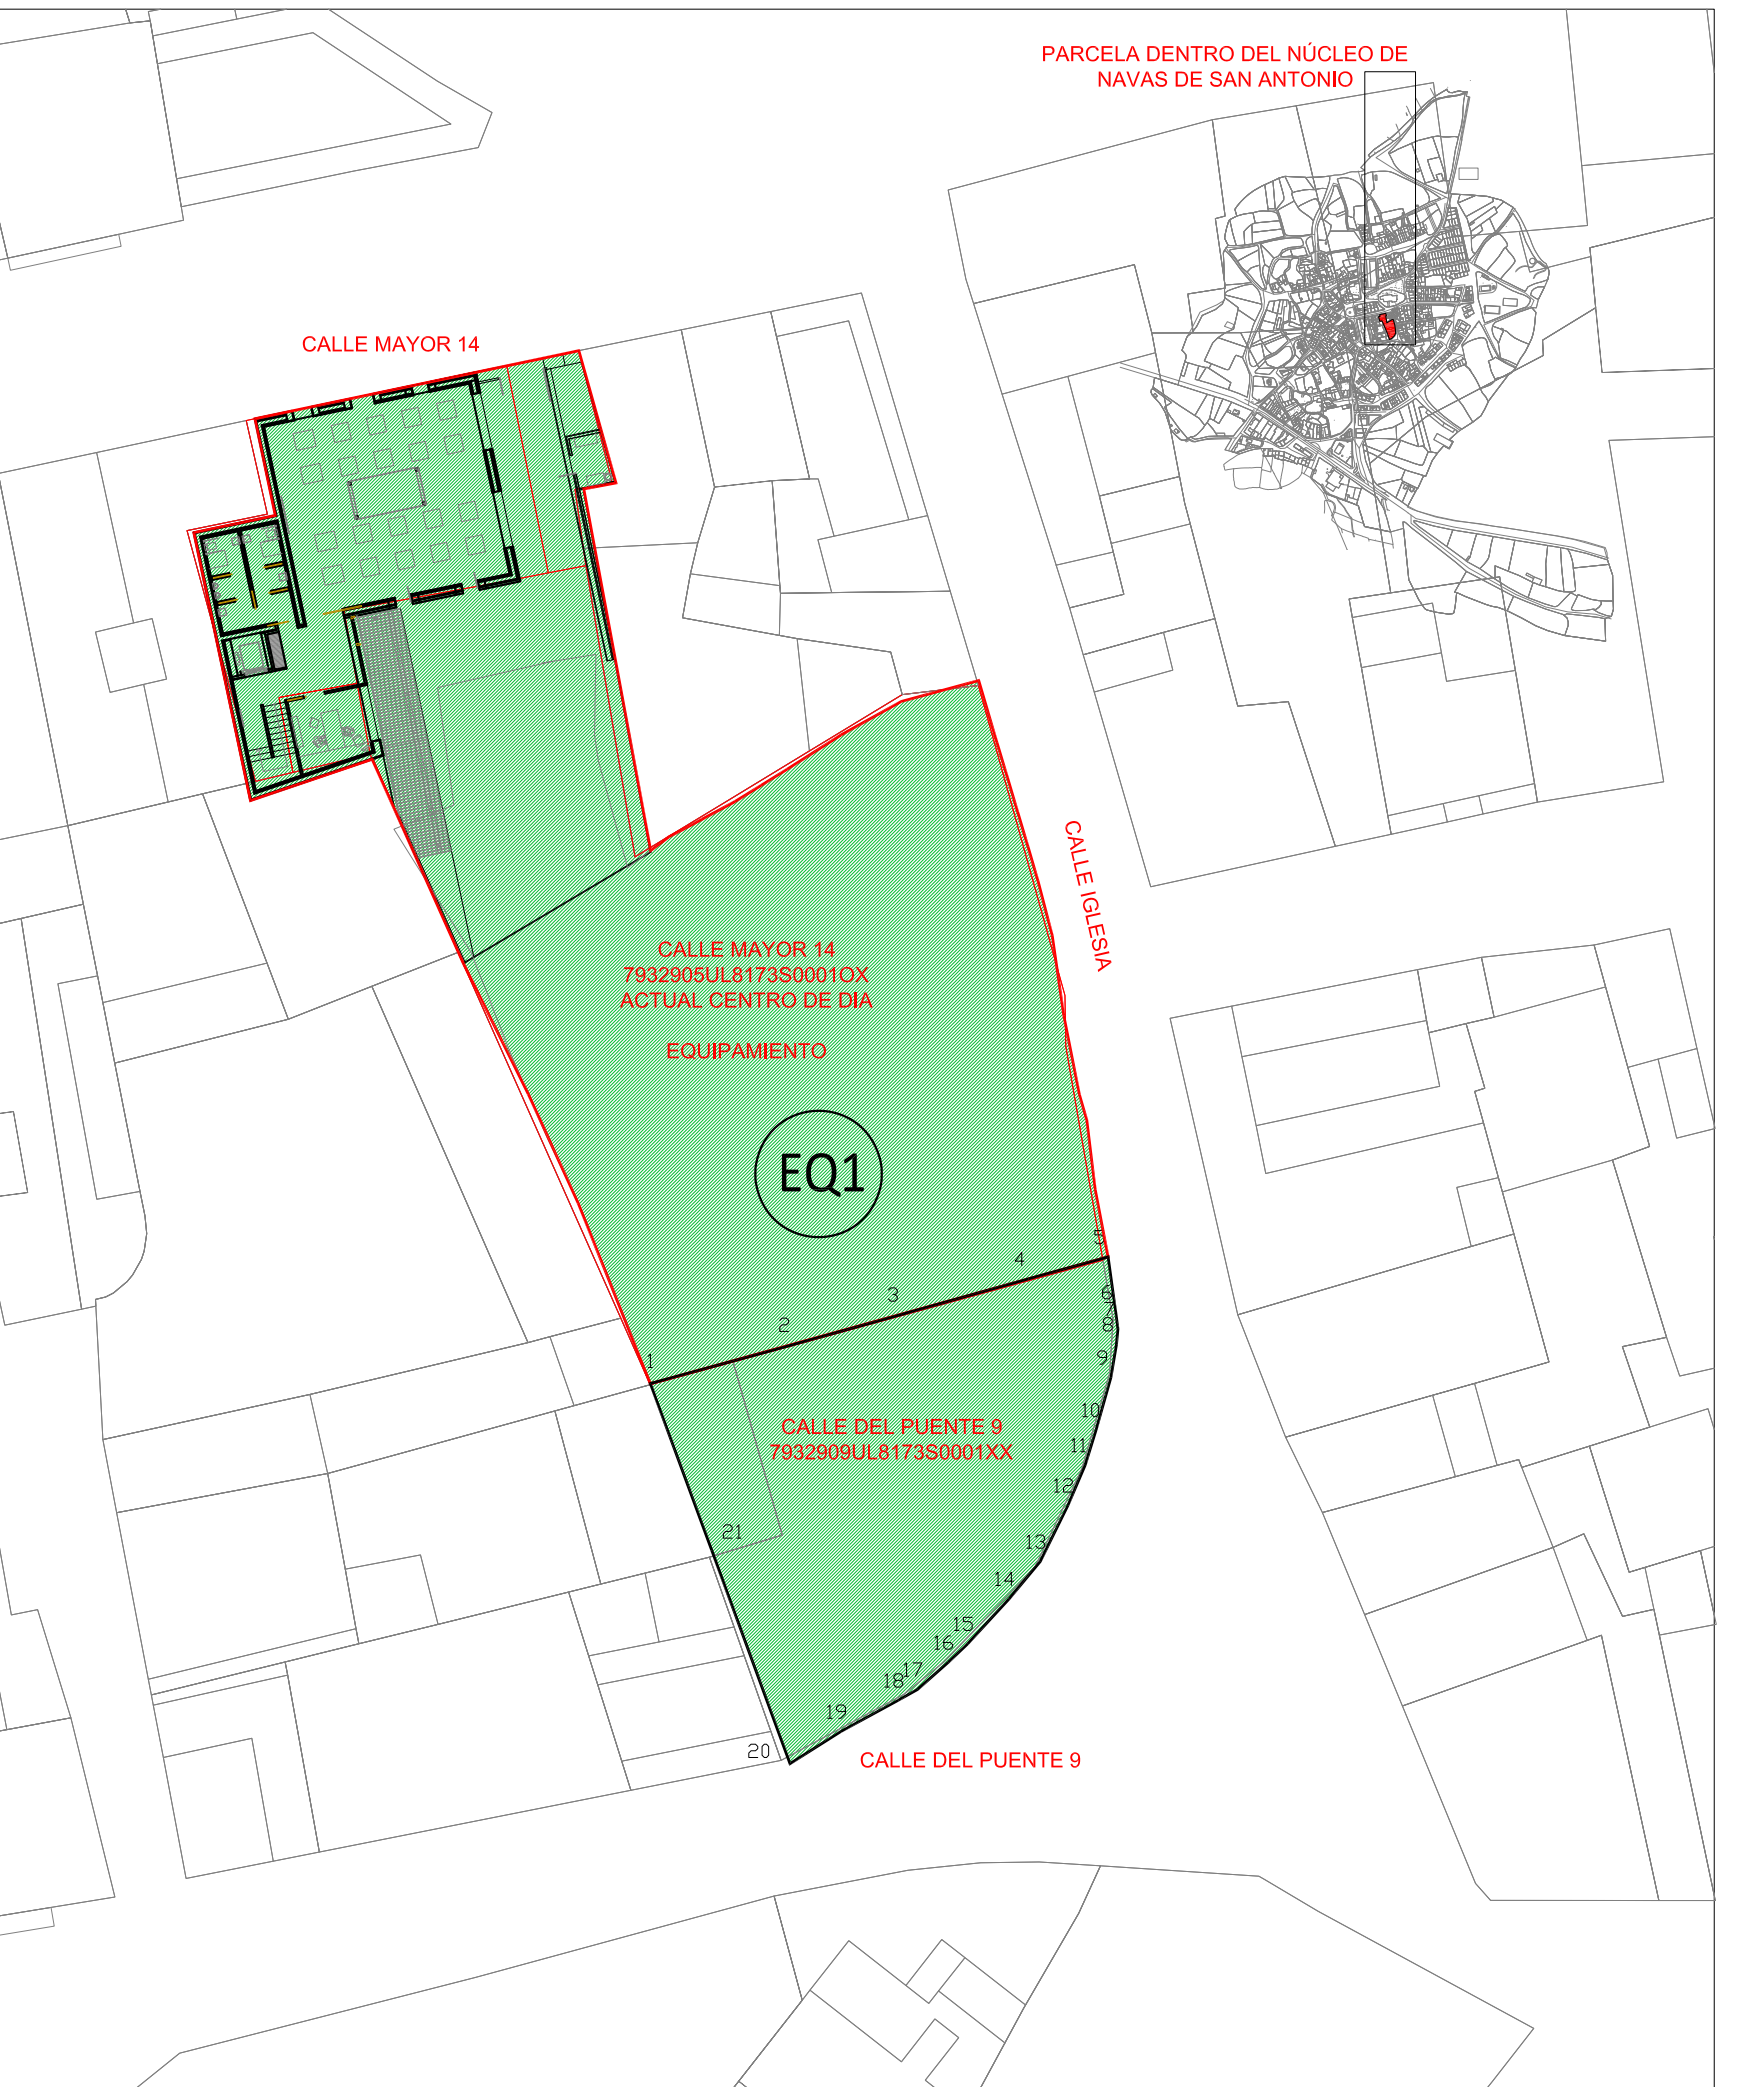 PARCELA DENTRO DEL NÚCLEO DE
NAVAS DE SAN ANTONIO
CALLE MAYOR 14
CALLE IGLESIA
CALLE MAYOR 14
7932905UL8173S0001OX
ACTUAL CENTRO DE DÍA
EQUIPAMIENTO
EQ1
1
2
3
4
5
6
7
8
9
10
11
12
13
14
15
16
17
18
19
20
21
CALLE DEL PUENTE 9
7932909UL8173S0001XX
CALLE DEL PUENTE 9